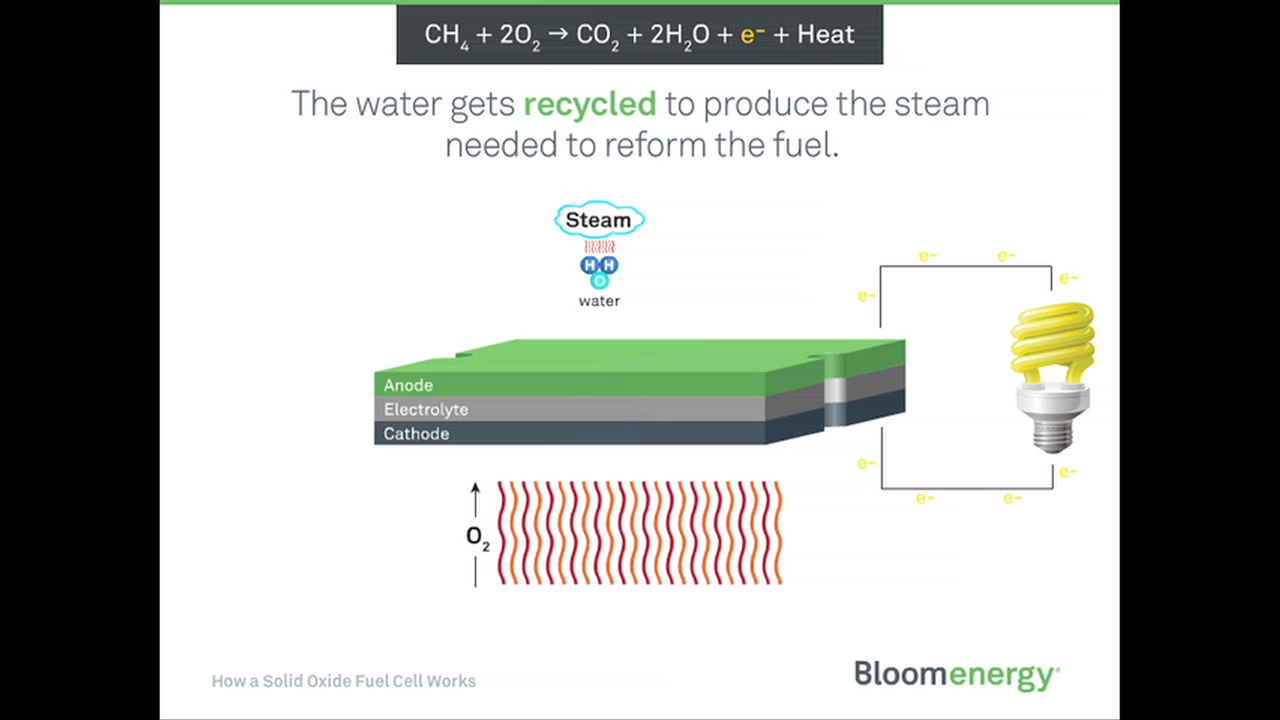 CH₄ + 2O₂ → CO₂ + 2H₂O + e⁻ + Heat
The water gets recycled to produce the steam
needed to reform the fuel.
Steam
H H
O
water
e-
e-
e-
e-
Anode
Electrolyte
Cathode
e-
e-
e-
e-
O₂
How a Solid Oxide Fuel Cell Works
Bloomenergy®